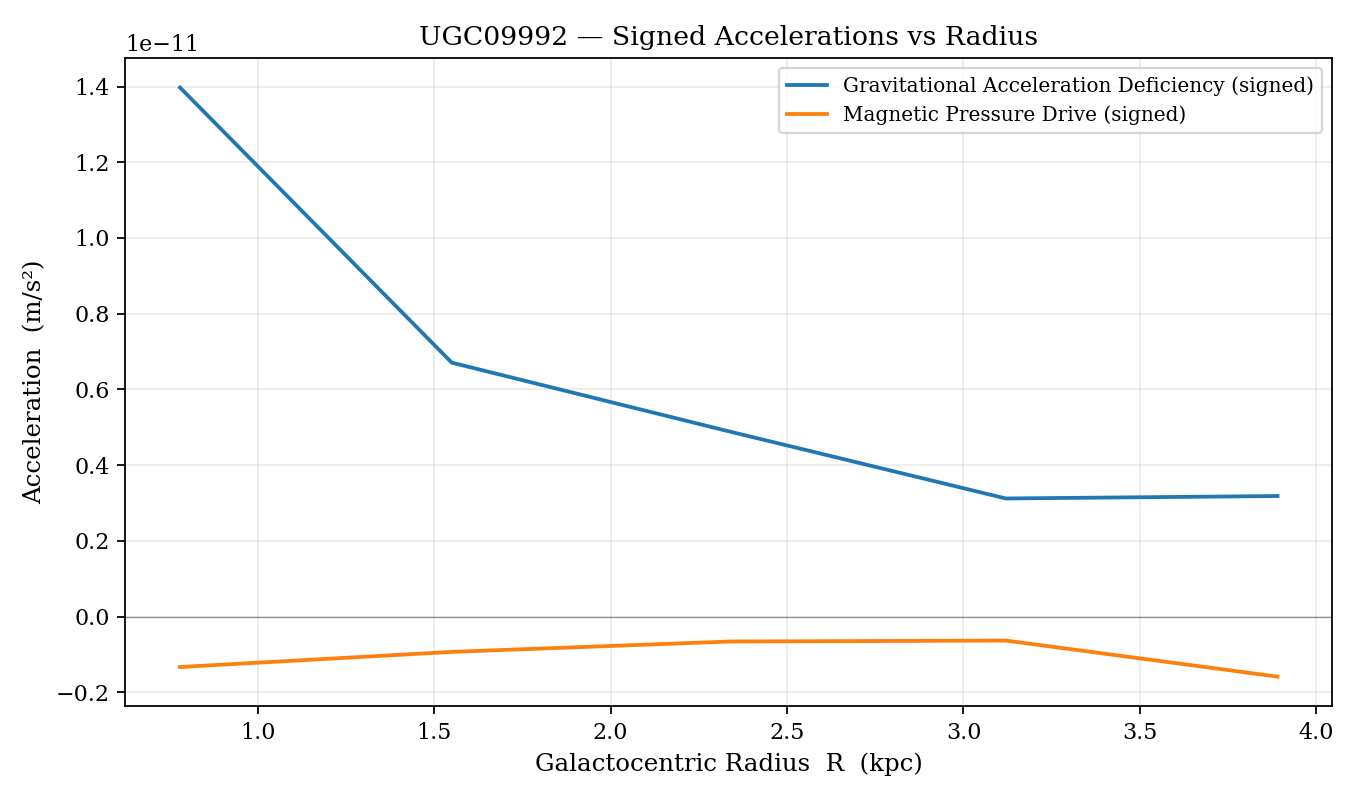 UGC09992 — Signed Accelerations vs Radius
1e−11
Gravitational Acceleration Deficiency (signed)
Magnetic Pressure Drive (signed)
Acceleration (m/s²)
1.4
1.2
1.0
0.8
0.6
0.4
0.2
0.0
−0.2
1.0 1.5 2.0 2.5 3.0 3.5 4.0
Galactocentric Radius R (kpc)